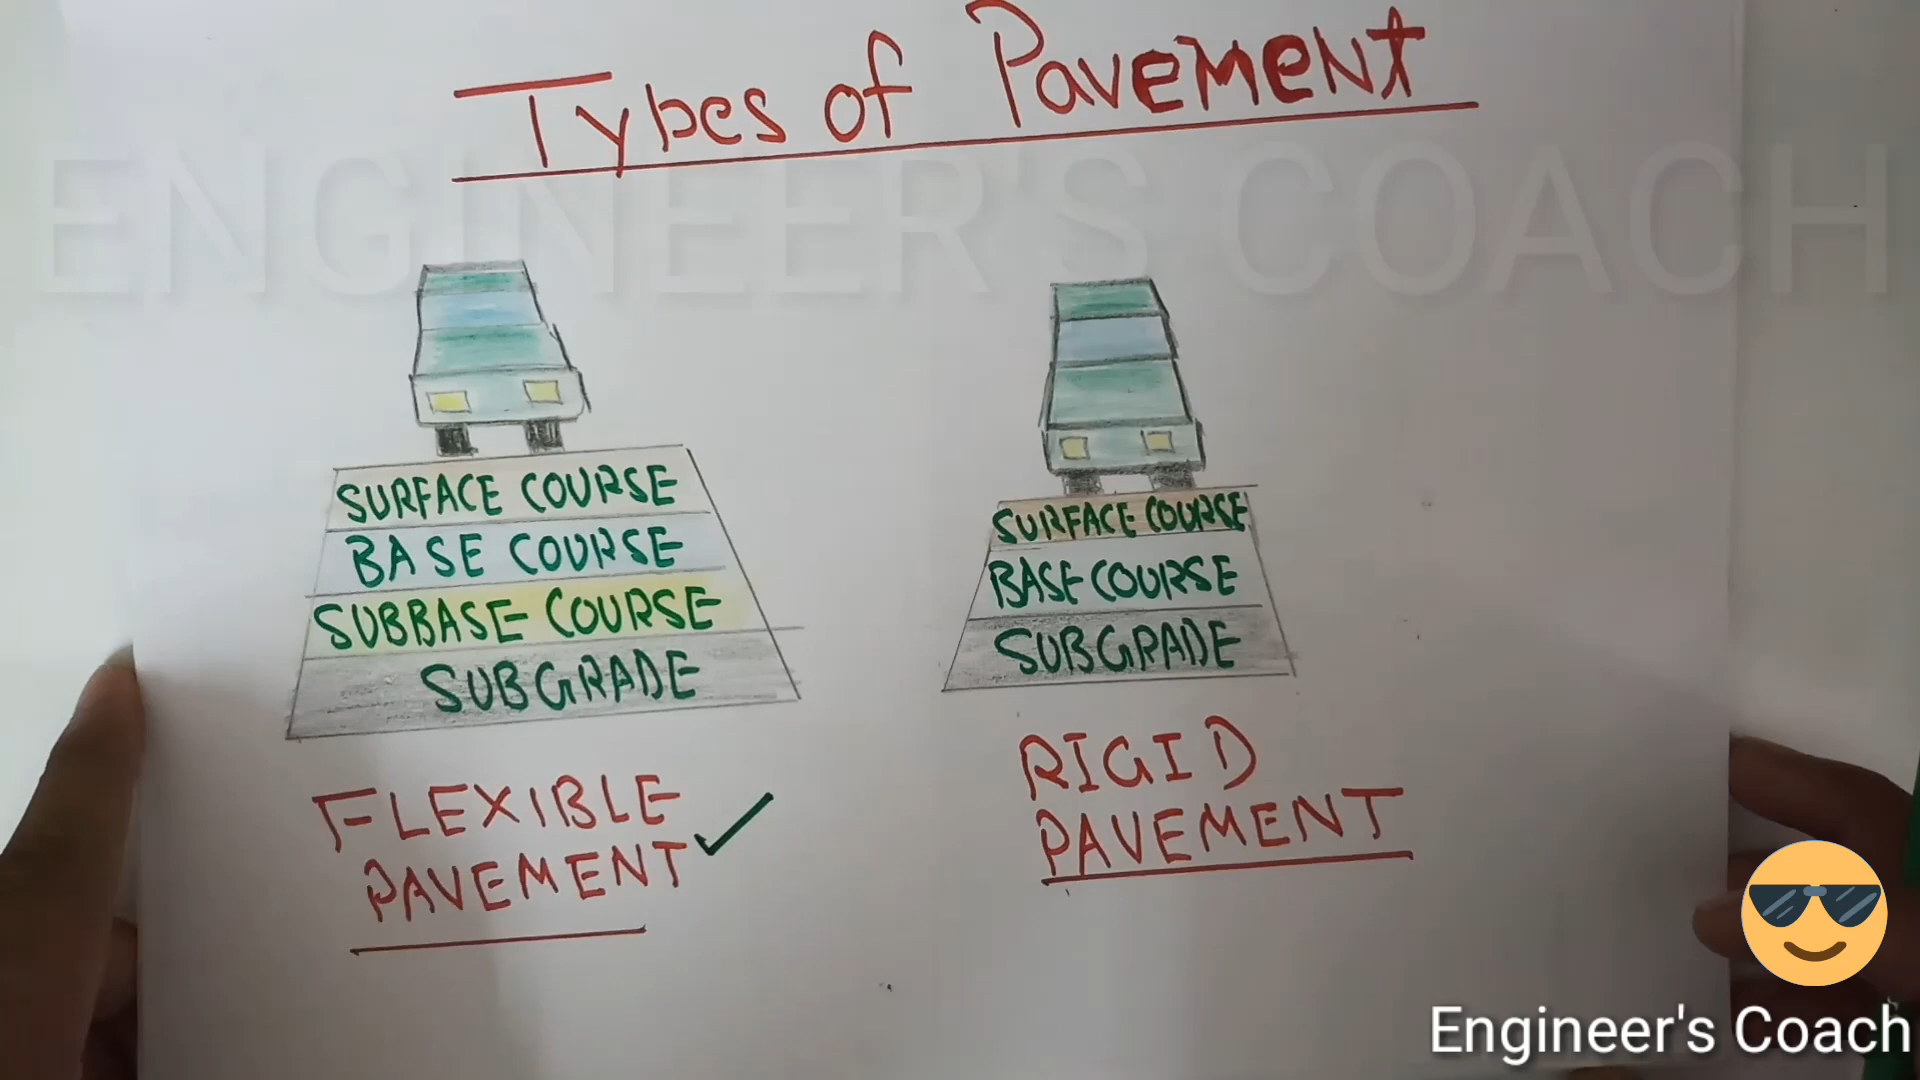 Types of Pavement
ENGINEER'S COACH
SURFACE COURSE
BASE COURSE
SUBBASE COURSE
SUBGRADE
FLEXIBLE
PAVEMENT
SURFACE COURSE
BASE COURSE
SUBGRADE
RIGID
PAVEMENT
Engineer's Coach